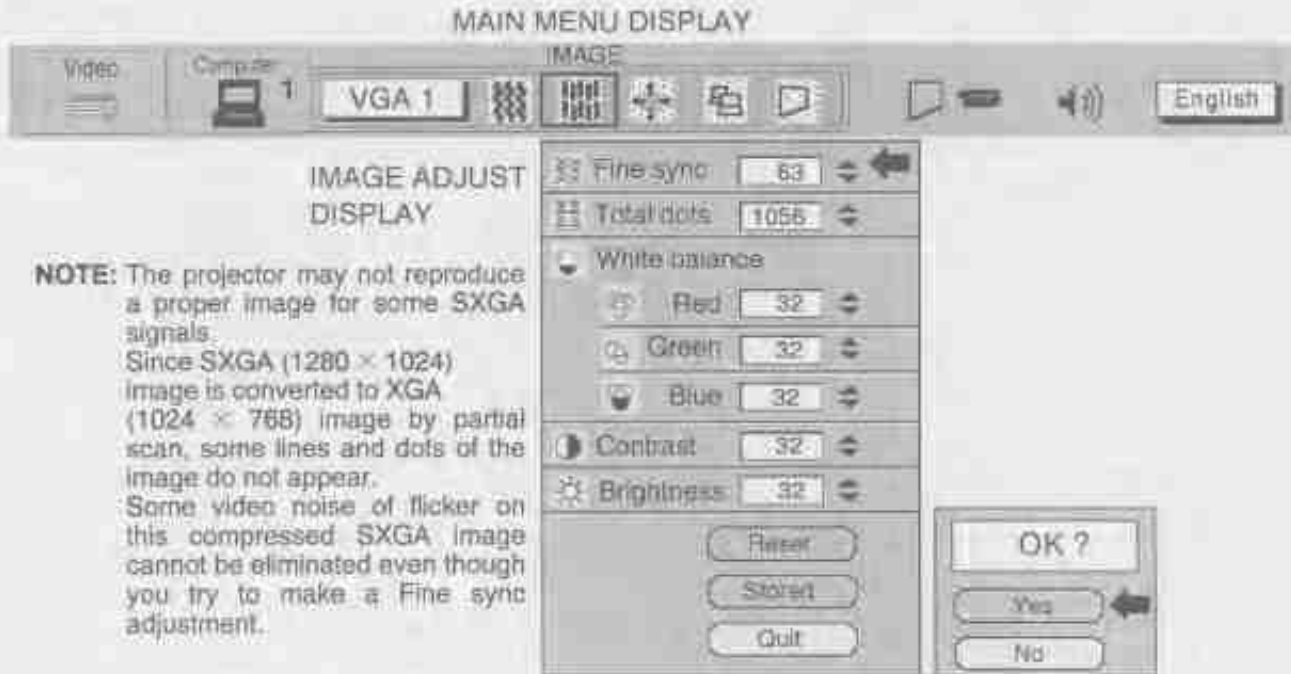 MAIN MENU DISPLAY
IMAGE
Video
Computer
1
VGA 1
English
IMAGE ADJUST
DISPLAY
Fine sync 63
Total dots 1056
White balance
Red 32
Green 32
Blue 32
Contrast 32
Brightness 32
Reset
Stored
Quit
OK ?
Yes
No
NOTE: The projector may not reproduce
a proper image for some SXGA
signals.
Since SXGA (1280 × 1024)
image is converted to XGA
(1024 × 768) image by partial
scan, some lines and dots of the
image do not appear.
Some video noise of flicker on
this compressed SXGA image
cannot be eliminated even though
you try to make a Fine sync
adjustment.